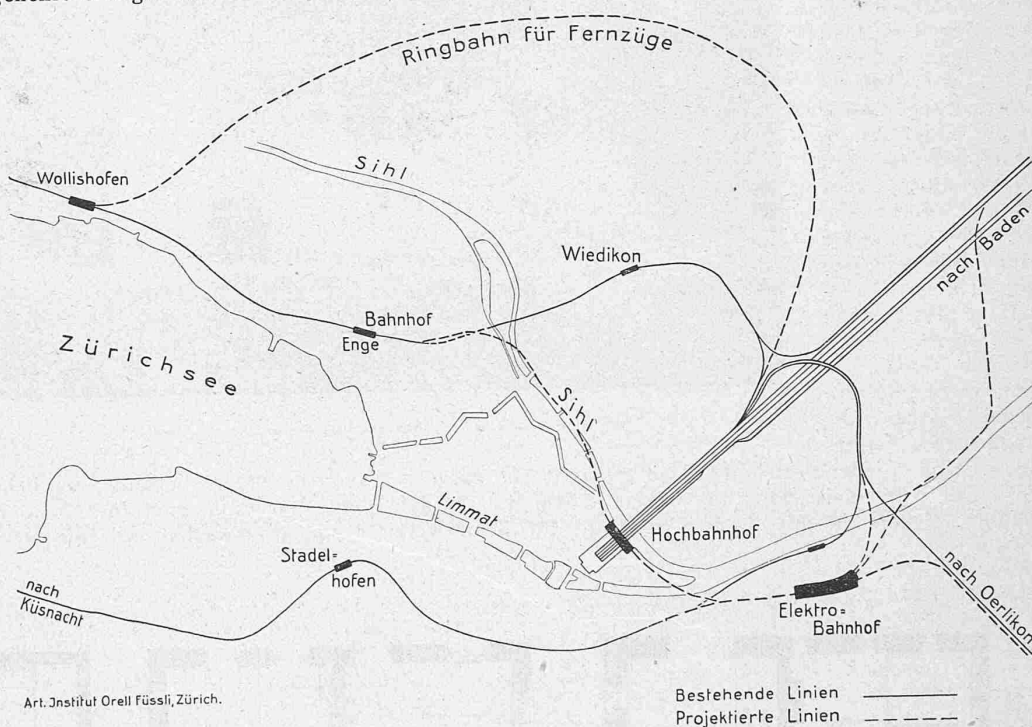 Ringbahn für Fernzüge
Sihl
Wollishofen
Wiedikon
nach Baden
Bahnhof
Enge
Zürichsee
Sihl
Limmat
Hochbahnhof
Stadel=
hofen
nach
Küsnacht
nach Oerlikon
Elektro=
Bahnhof
Art. Jnstitut Orell Füssli, Zürich.
Bestehende Linien
Projektierte Linien